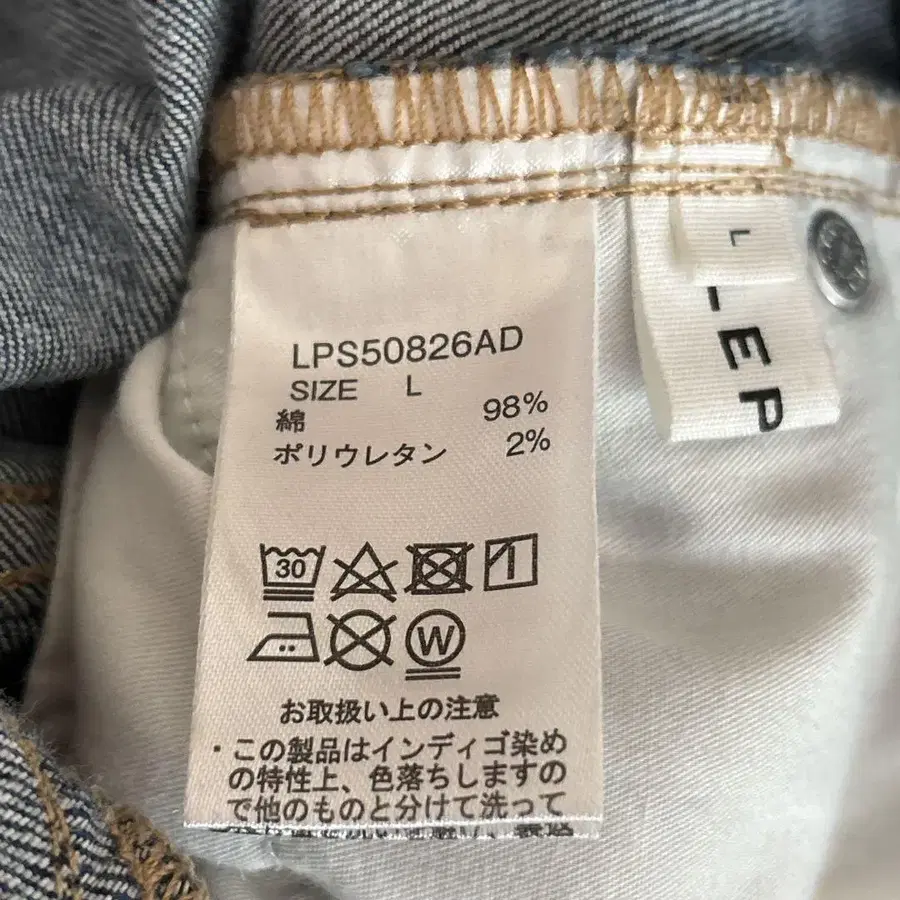 LPS50826AD
SIZE L
綿 98%
ポリウレタン 2%
30
W
お取扱い上の注意
・この製品はインディゴ染め
の特性上、色落ちしますの
で他のものと分けて洗って
L
LEP